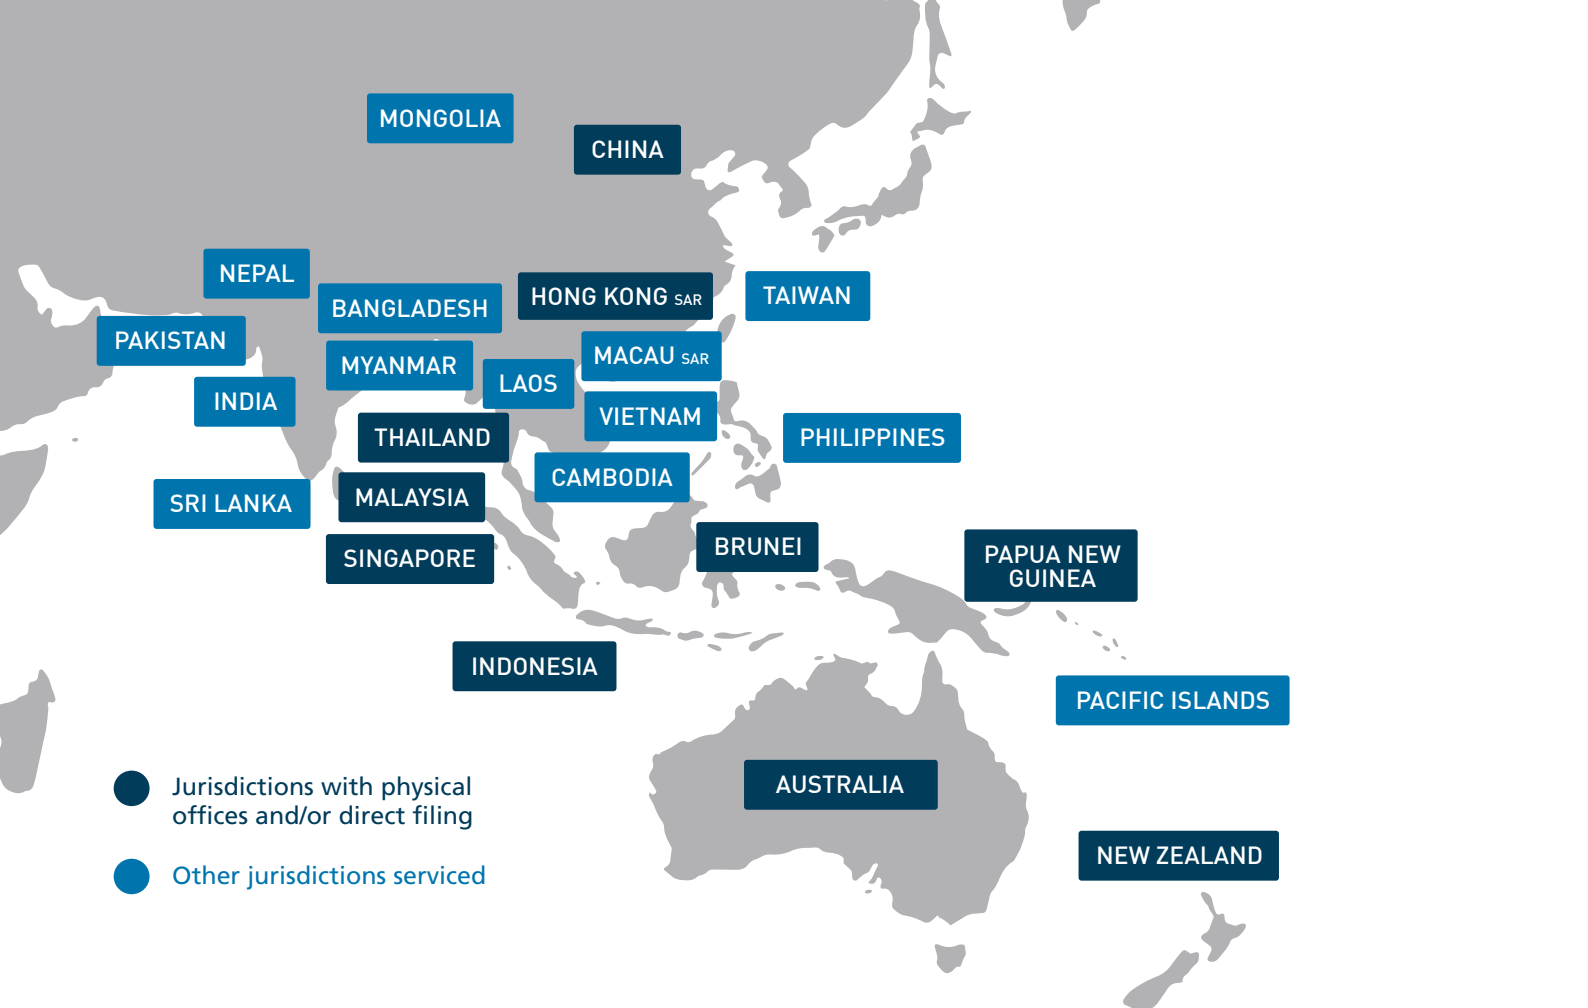 MONGOLIA
CHINA
NEPAL
BANGLADESH
HONG KONG SAR
TAIWAN
PAKISTAN
MYANMAR
LAOS
MACAU SAR
INDIA
THAILAND
VIETNAM
PHILIPPINES
SRI LANKA
MALAYSIA
CAMBODIA
SINGAPORE
BRUNEI
PAPUA NEW
GUINEA
INDONESIA
PACIFIC ISLANDS
AUSTRALIA
NEW ZEALAND
Jurisdictions with physical
offices and/or direct filing
Other jurisdictions serviced